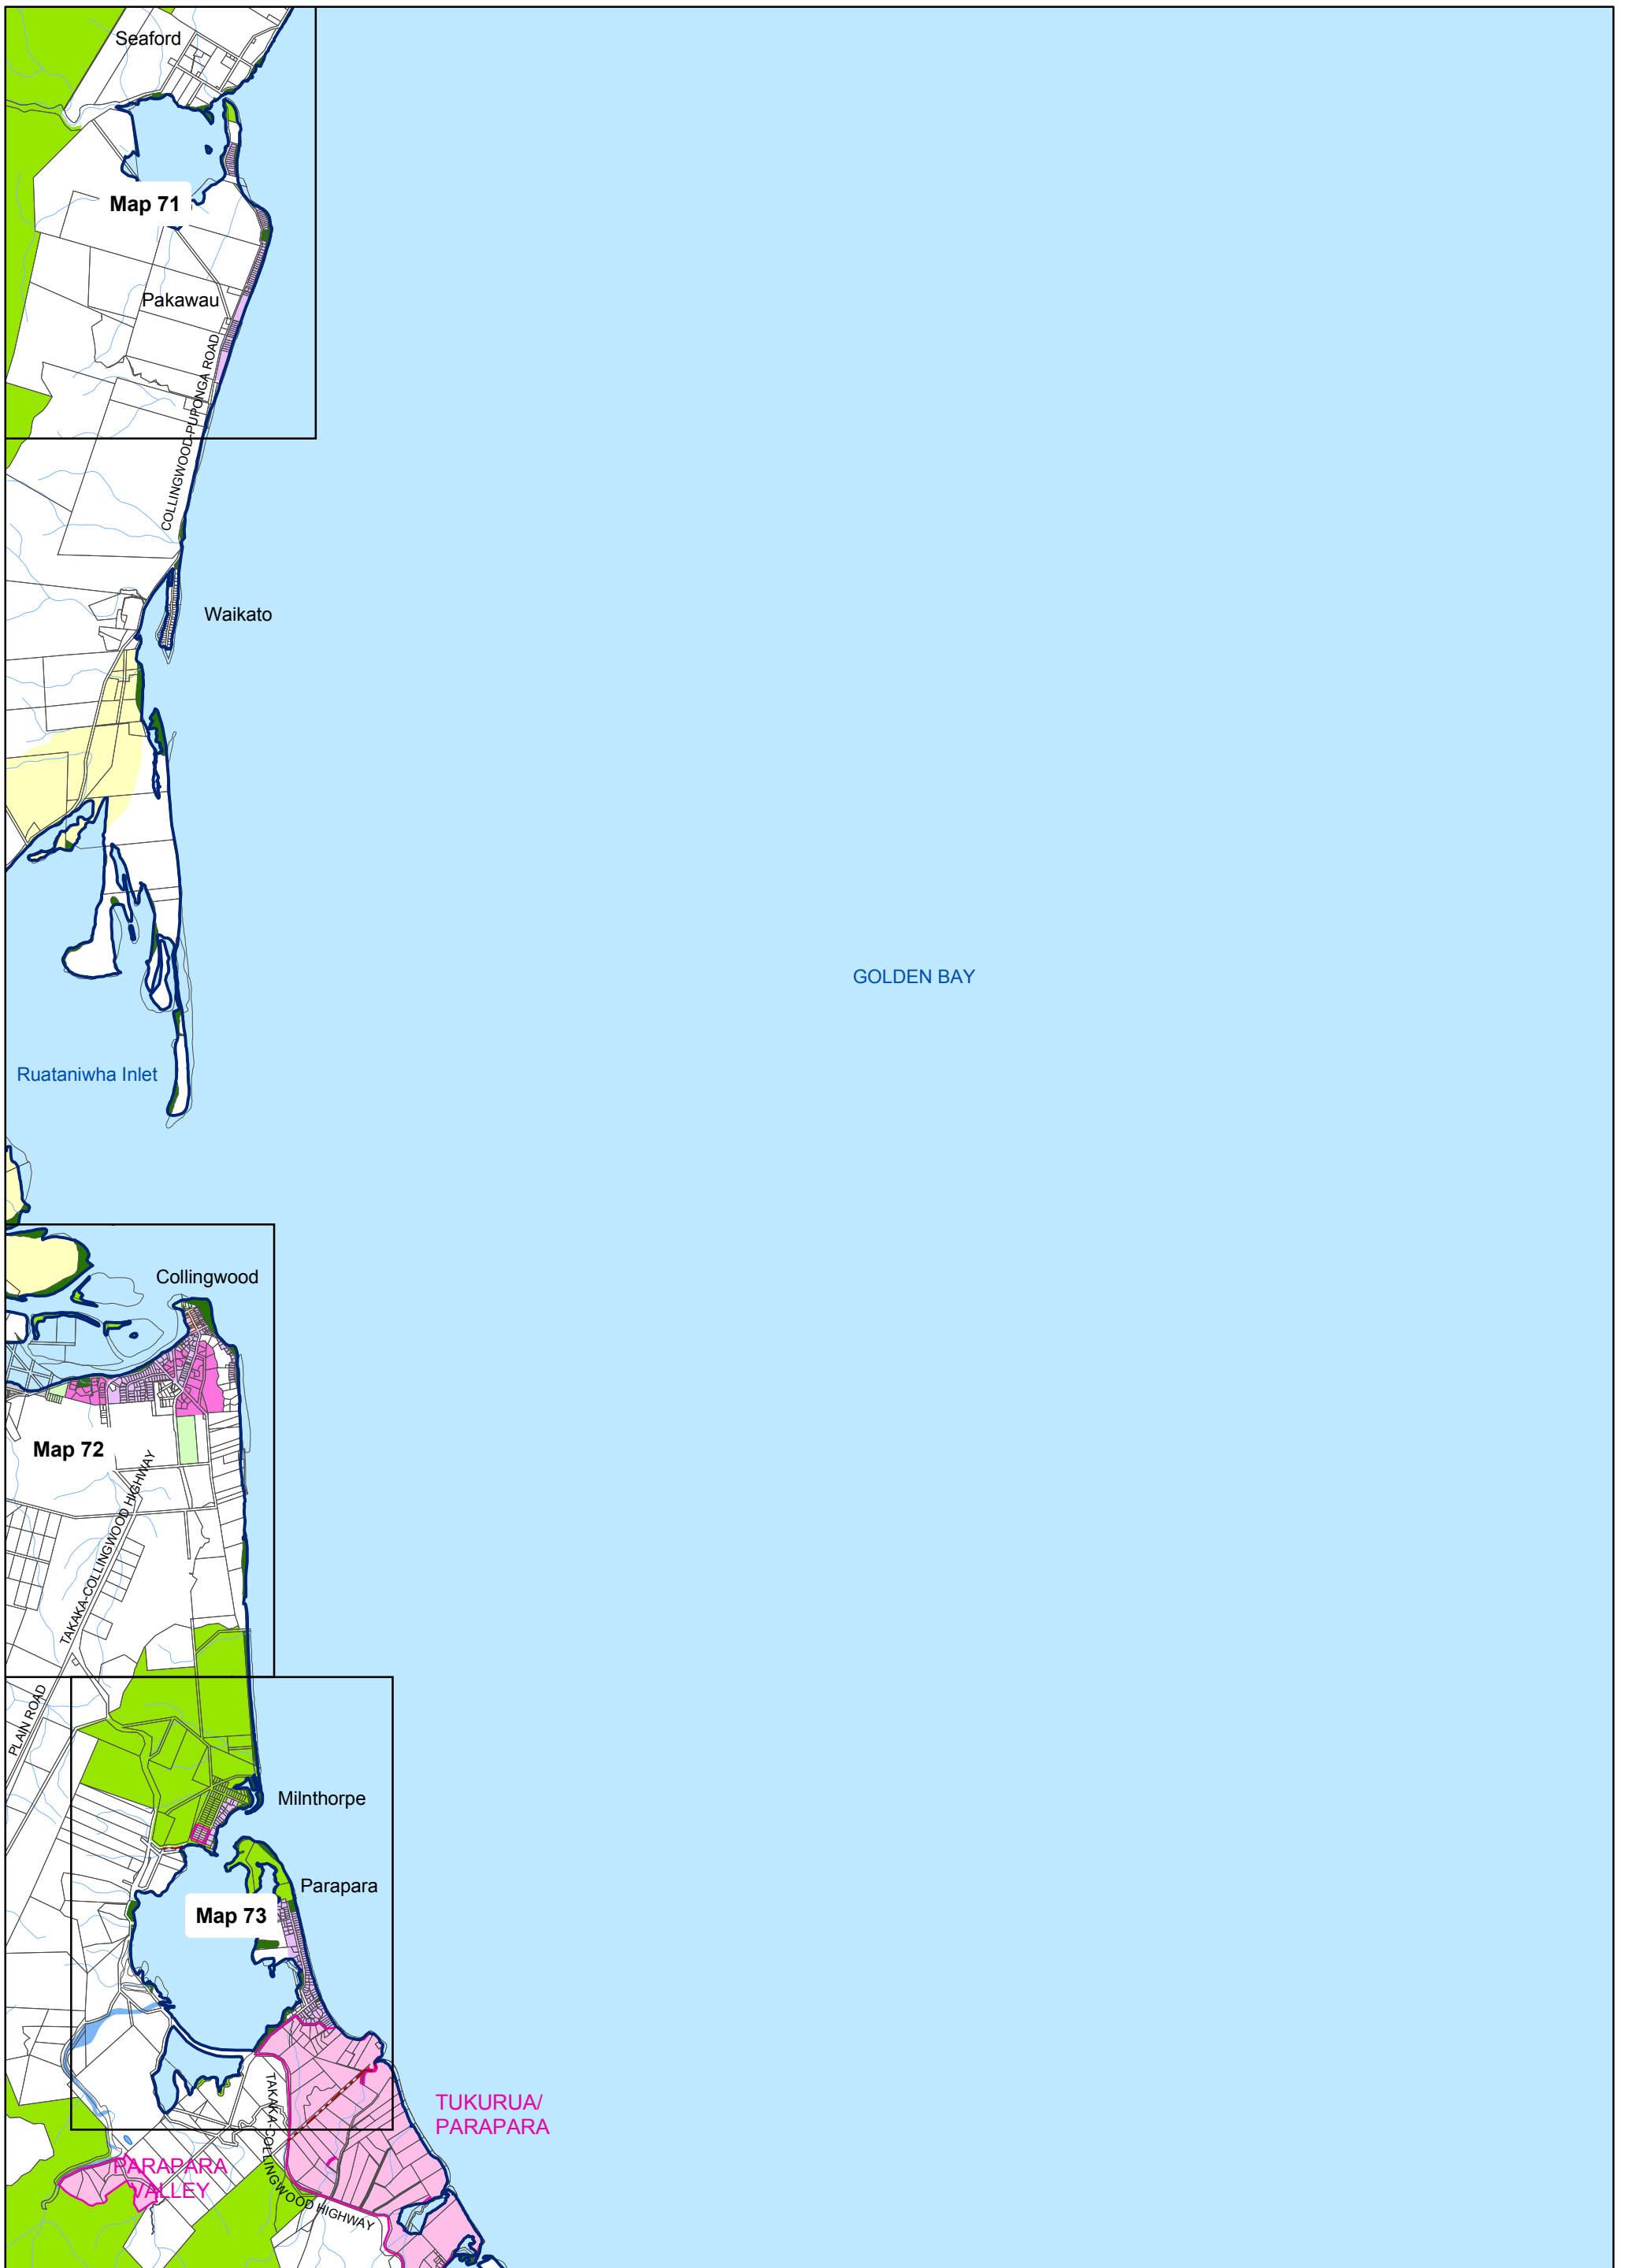 Seaford
Map 71
Pakawau
COLLINGWOOD-PUPONGA ROAD
Waikato
GOLDEN BAY
Ruataniwha Inlet
Collingwood
Map 72
TAKAKA-COLLINGWOOD HIGHWAY
PLAIN ROAD
Milnthorpe
Parapara
Map 73
TAKAKA-COLLINGWOOD HIGHWAY
TUKURUA/
PARAPARA
PARAPARA
VALLEY